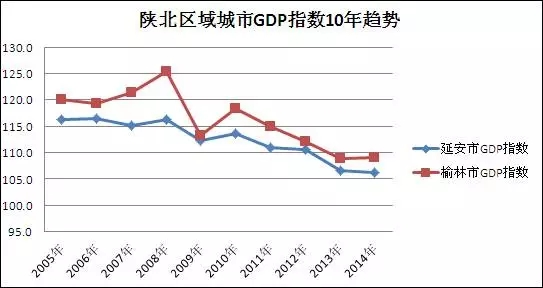 陕北区域城市GDP指数10年趋势
130.0
125.0
120.0
115.0
110.0
105.0
100.0
95.0
2005年
2006年
2007年
2008年
2009年
2010年
2011年
2012年
2013年
2014年
延安市GDP指数
榆林市GDP指数